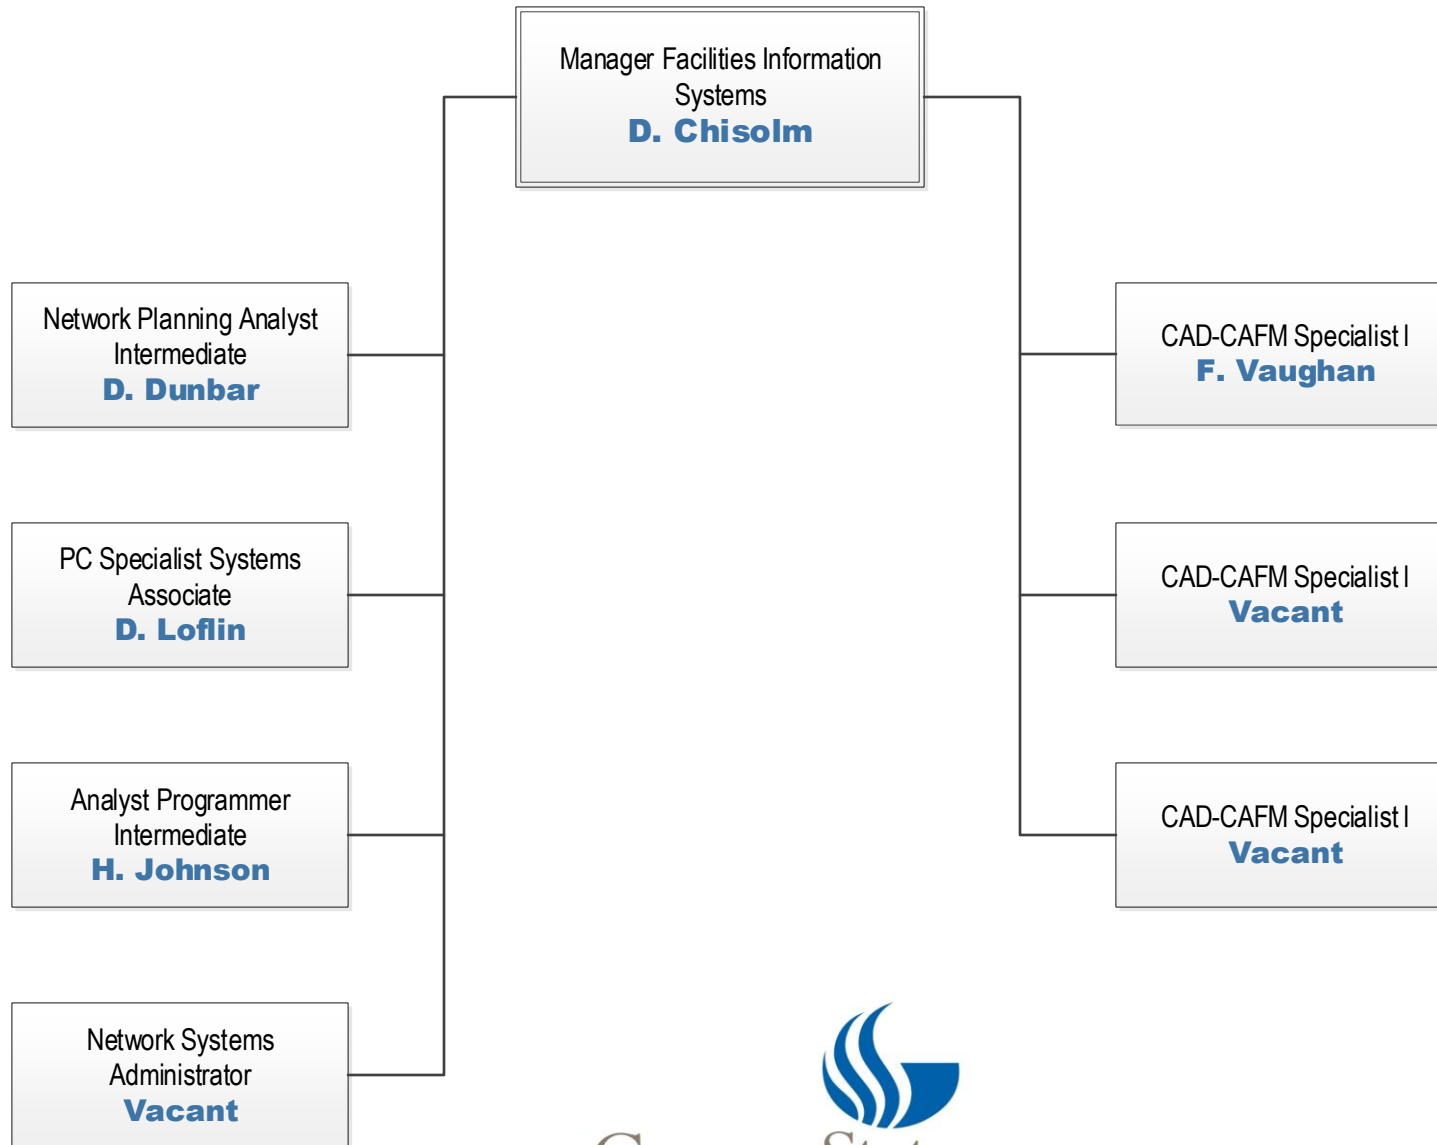 Manager Facilities Information
Systems
D. Chisolm
Network Planning Analyst
Intermediate
D. Dunbar
PC Specialist Systems
Associate
D. Loflin
Analyst Programmer
Intermediate
H. Johnson
Network Systems
Administrator
Vacant
CAD-CAFM Specialist I
F. Vaughan
CAD-CAFM Specialist I
Vacant
CAD-CAFM Specialist I
Vacant